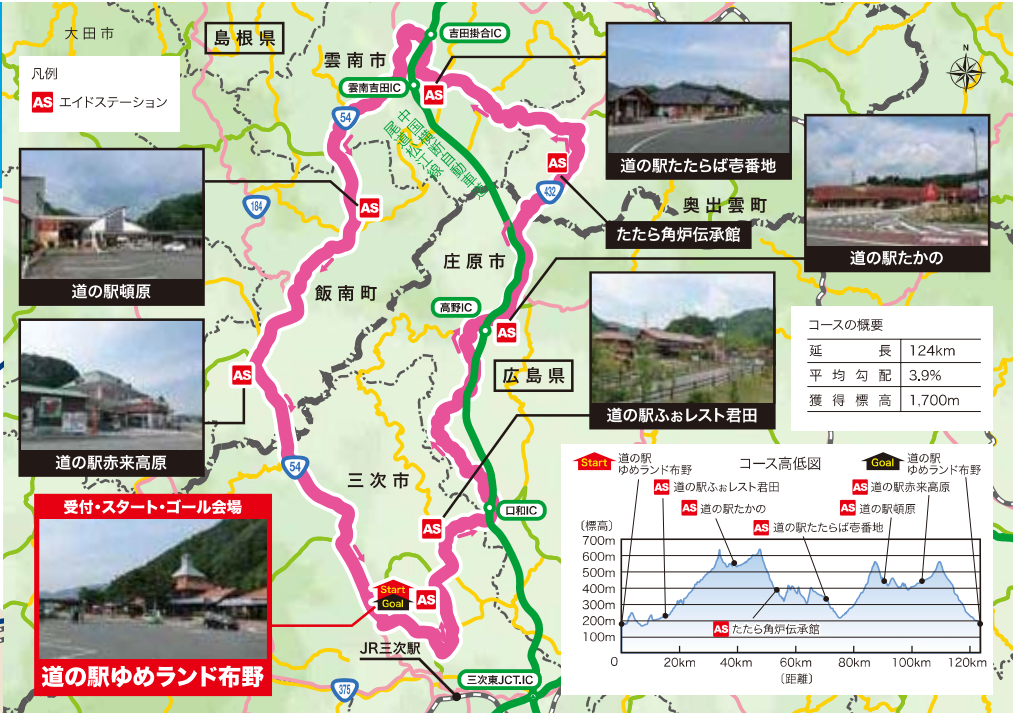 大田市
島根県
凡例
AS エイドステーション
雲南市
吉田掛合IC
雲南吉田IC
AS
54
中国横断自動車道
尾道松江線
道の駅たたらば壱番地
N
AS
432
奥出雲町
たたら角炉伝承館
道の駅たかの
184
AS
道の駅頓原
飯南町
庄原市
高野IC
AS
広島県
道の駅ふぉレスト君田
コースの概要
延長 124km
平均勾配 3.9%
獲得標高 1,700m
AS
道の駅赤来高原
54
三次市
AS
口和IC
受付・スタート・ゴール会場
道の駅ゆめランド布野
Start
Goal
AS
JR三次駅
375
三次東JCT.IC
コース高低図
Start 道の駅
ゆめランド布野
Goal 道の駅
ゆめランド布野
AS 道の駅ふぉレスト君田
AS 道の駅赤来高原
AS 道の駅たかの
AS 道の駅頓原
AS 道の駅たたらば壱番地
AS たたら角炉伝承館
〔標高〕
700m
600m
500m
400m
300m
200m
100m
0 20km 40km 60km 80km 100km 120km
〔距離〕